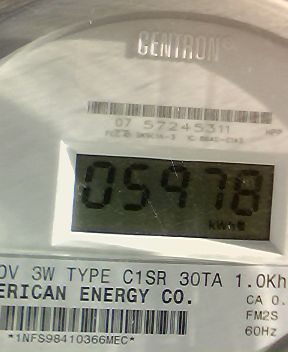 CENTRON®
07 57245311
05978
kWh
0V 3W TYPE C1SR 30TA 1.0Kh
ERICAN ENERGY CO.
CA 0.
FM2S
60Hz
*1NFS98410366MEC*